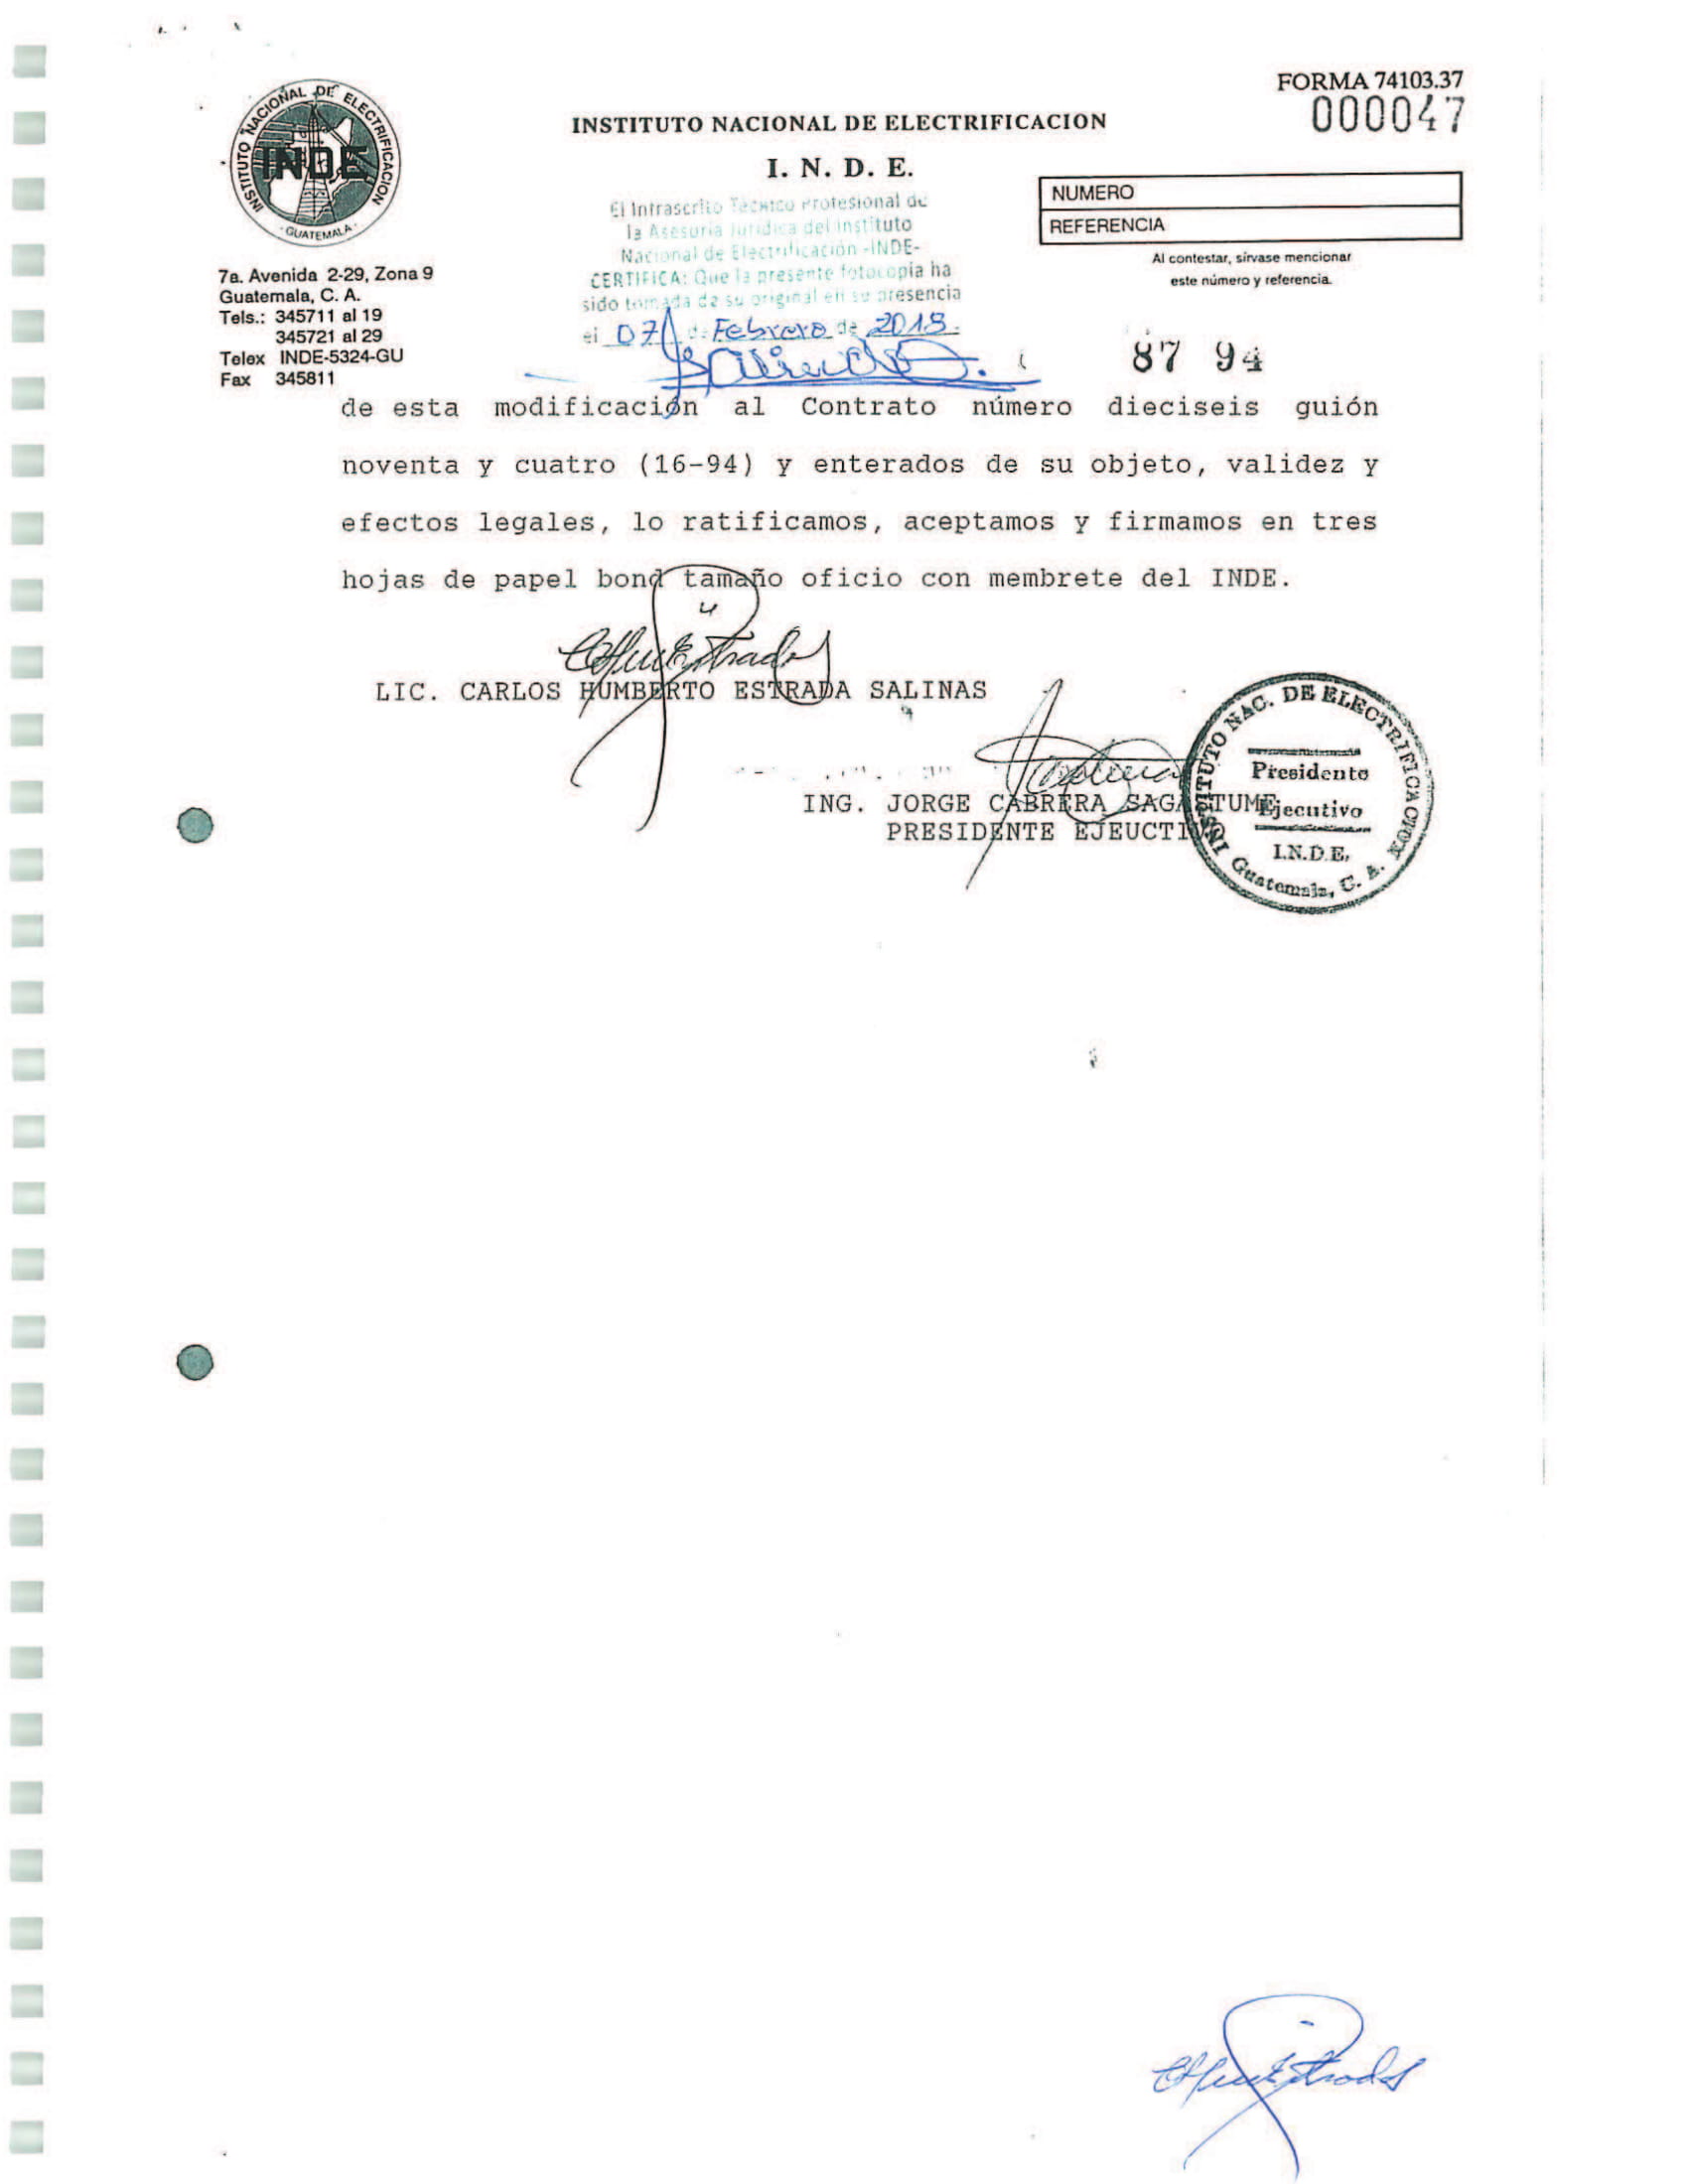 FORMA 74103.37
000047
INSTITUTO NACIONAL DE ELECTRIFICACION
INDE
GUATEMALA
INSTITUTO NACIONAL DE ELECTRIFICACION
I. N. D. E.
NUMERO
REFERENCIA
Al contestar, sírvase mencionar
este número y referencia.
El Infrascrito Técnico Profesional de
la Asesoría Jurídica del Instituto
Nacional de Electrificación -INDE-
CERTIFICA: Que la presente fotocopia ha
sido tomada de su original en su presencia
el 07 de Febrero de 2018.
7a. Avenida 2-29, Zona 9
Guatemala, C. A.
Tels.: 345711 al 19
345721 al 29
Telex INDE-5324-GU
Fax 345811
87 94
de esta modificación al Contrato número dieciseis guión
noventa y cuatro (16-94) y enterados de su objeto, validez y
efectos legales, lo ratificamos, aceptamos y firmamos en tres
hojas de papel bond tamaño oficio con membrete del INDE.
LIC. CARLOS HUMBERTO ESTRADA SALINAS
ING. JORGE CABRERA SAGASTUME
PRESIDENTE EJEUCTIVO
INSTITUTO NAC. DE ELECTRIFICACION
Presidente
Ejecutivo
I.N.D.E.
Guatemala, C. A.